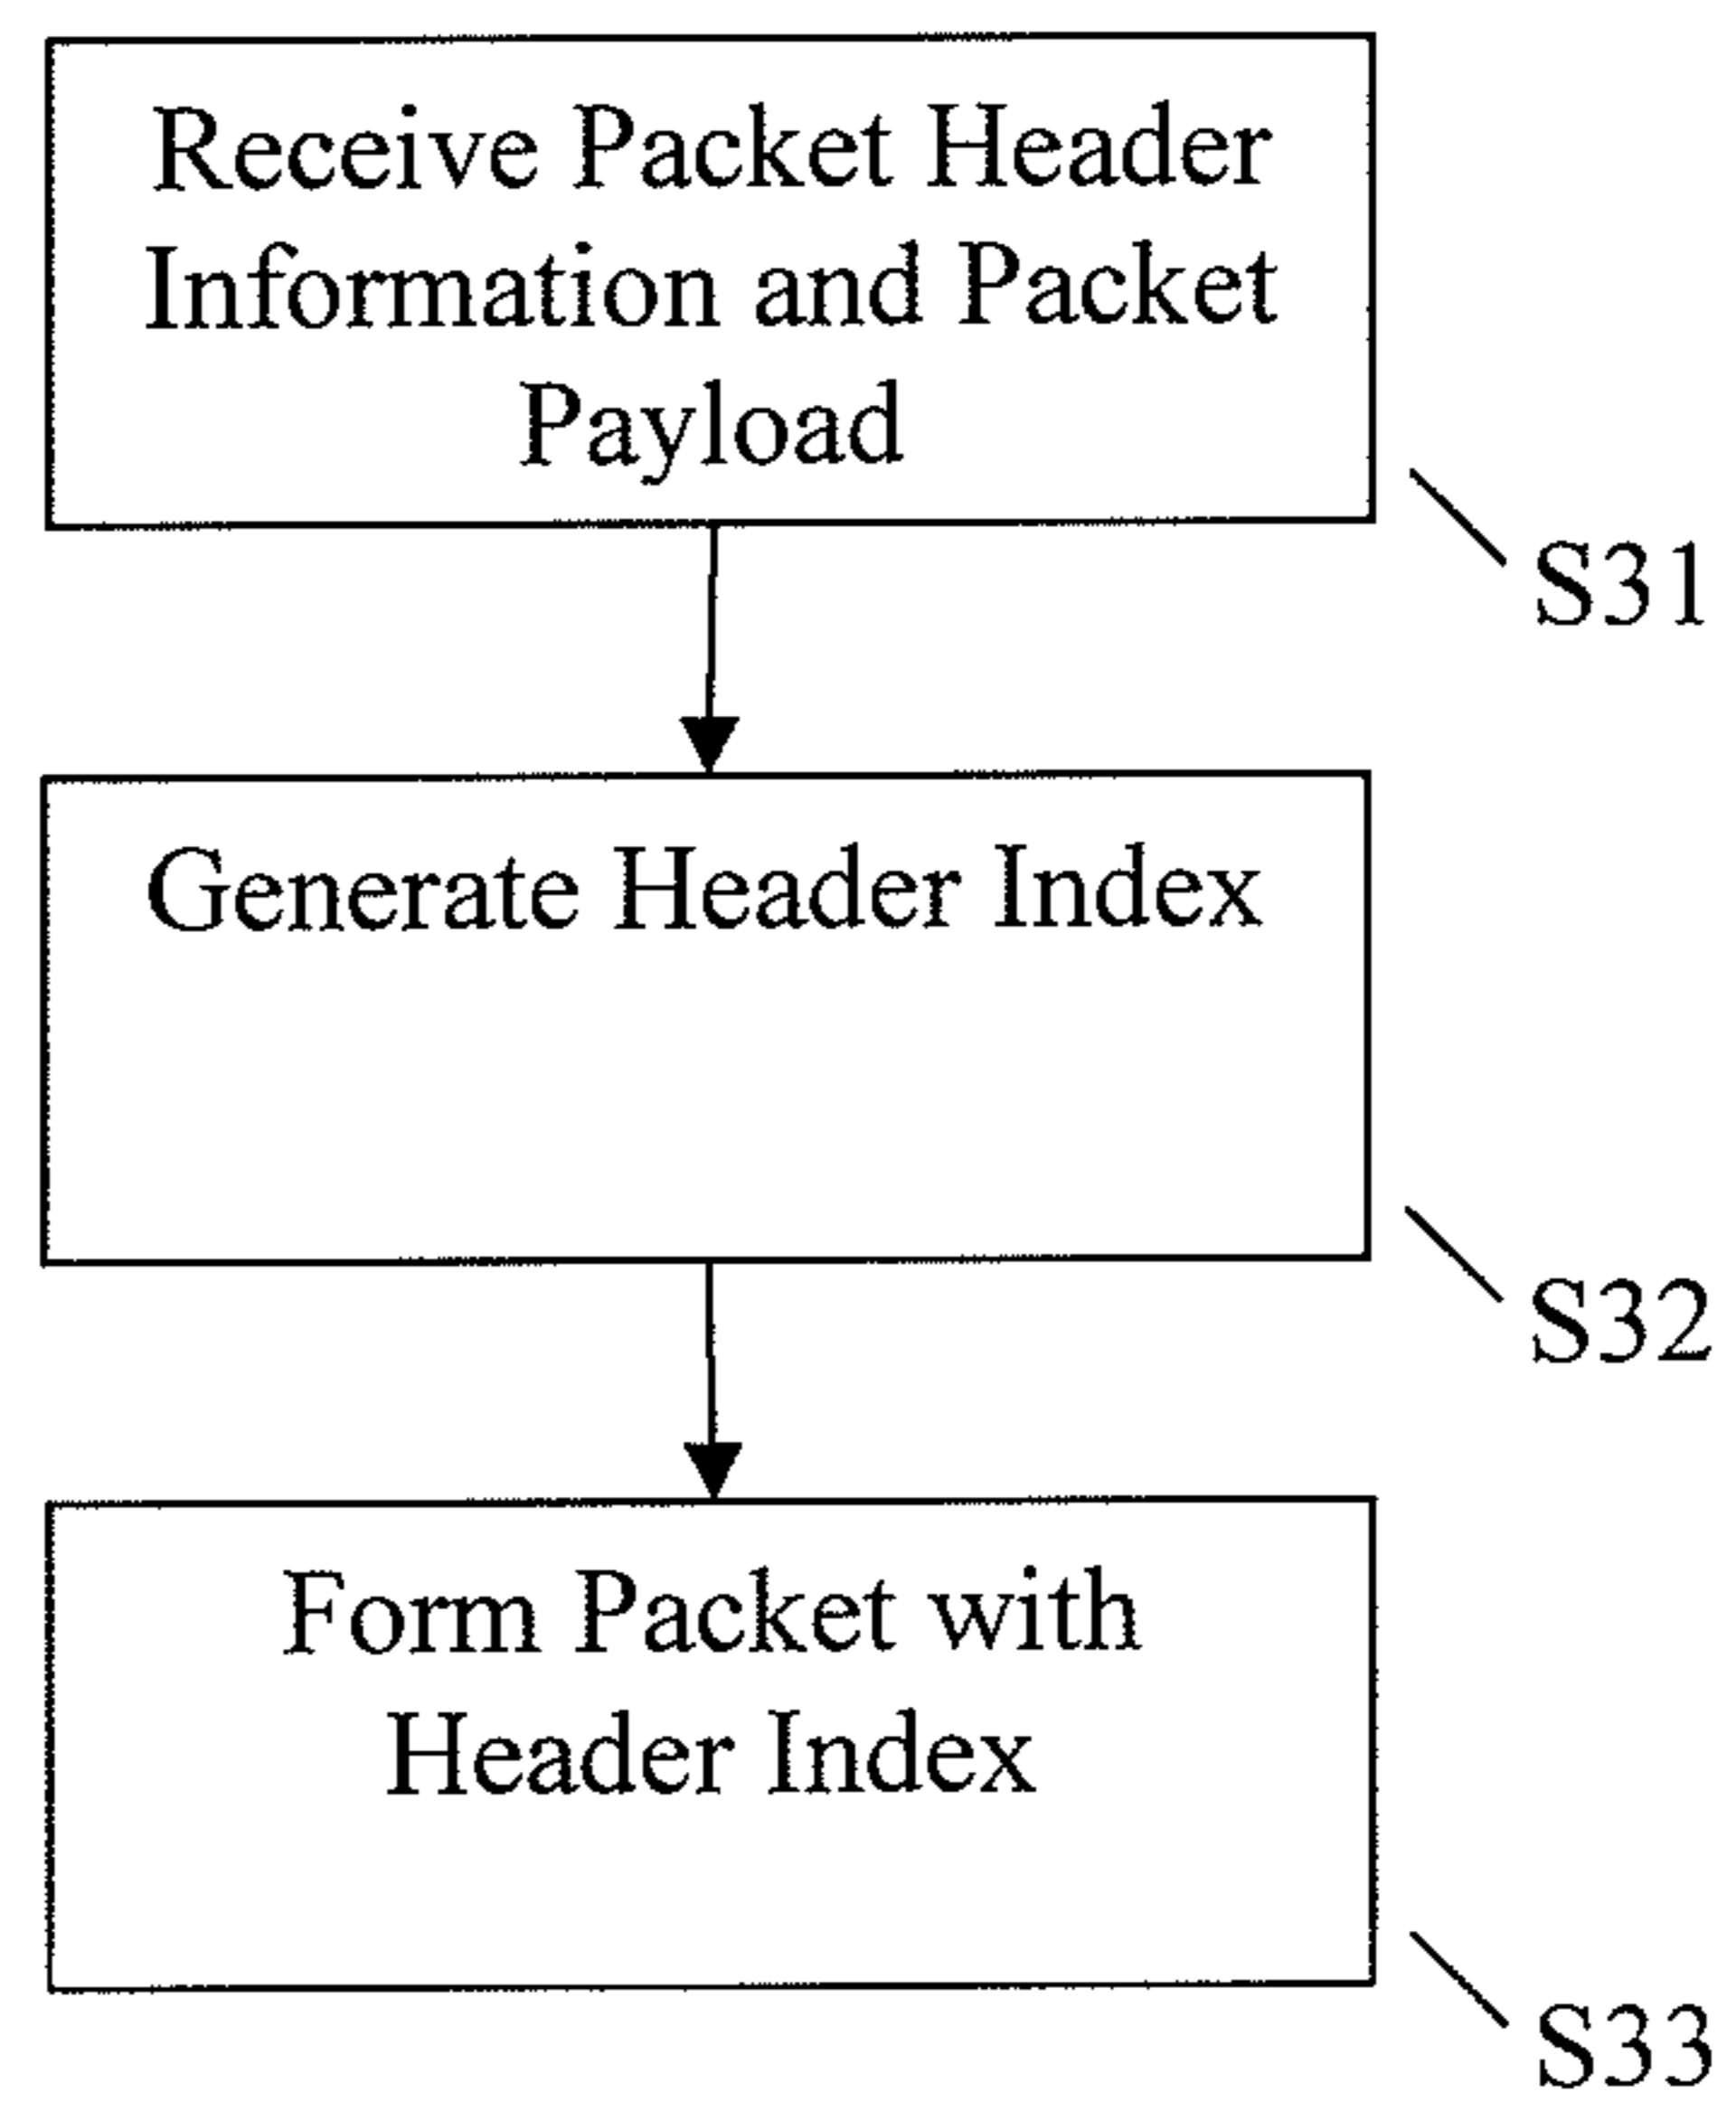 Receive Packet Header
Information and Packet
Payload
S31
Generate Header Index
S32
Form Packet with
Header Index
S33